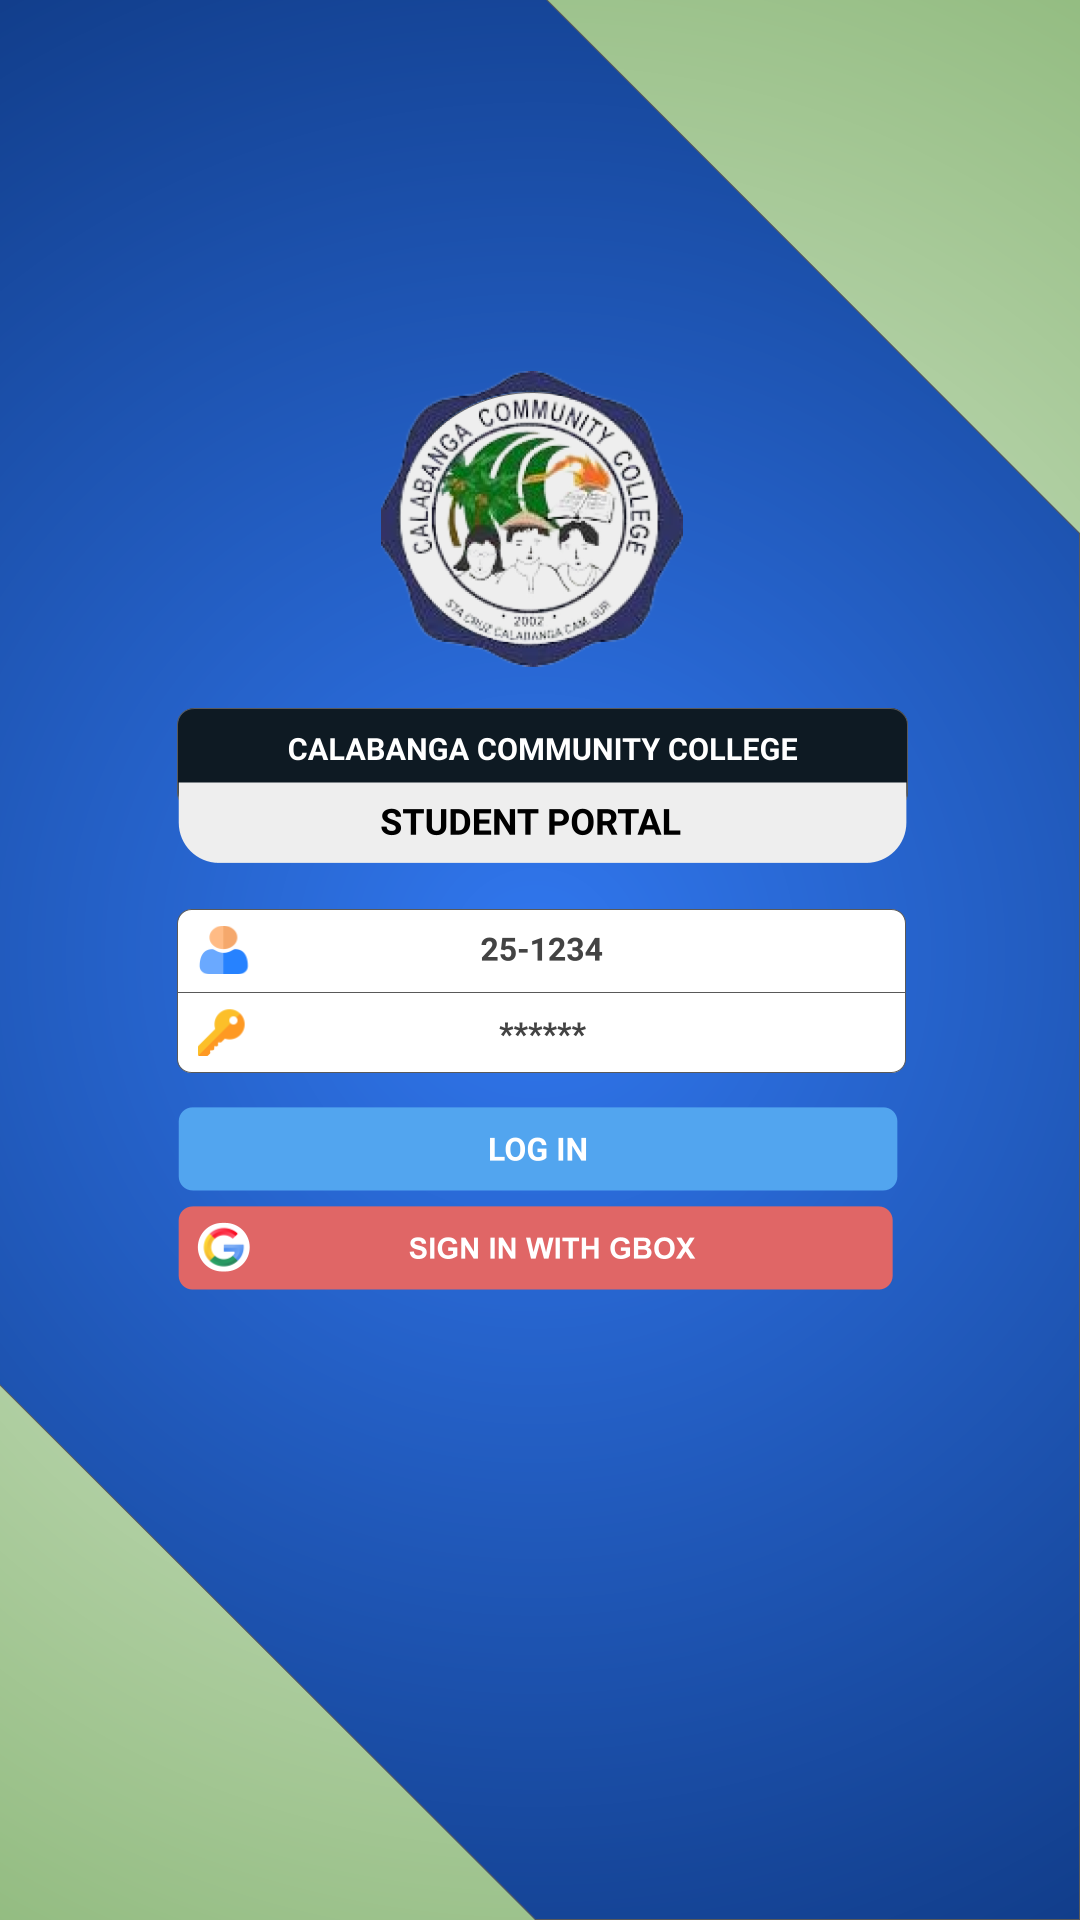 CALABANGA COMMUNITY COLLEGE
• 2002 •
STA CRUZ CALABANGA CAM. SUR
CALABANGA COMMUNITY COLLEGE
STUDENT PORTAL
25-1234
******
LOG IN
SIGN IN WITH GBOX